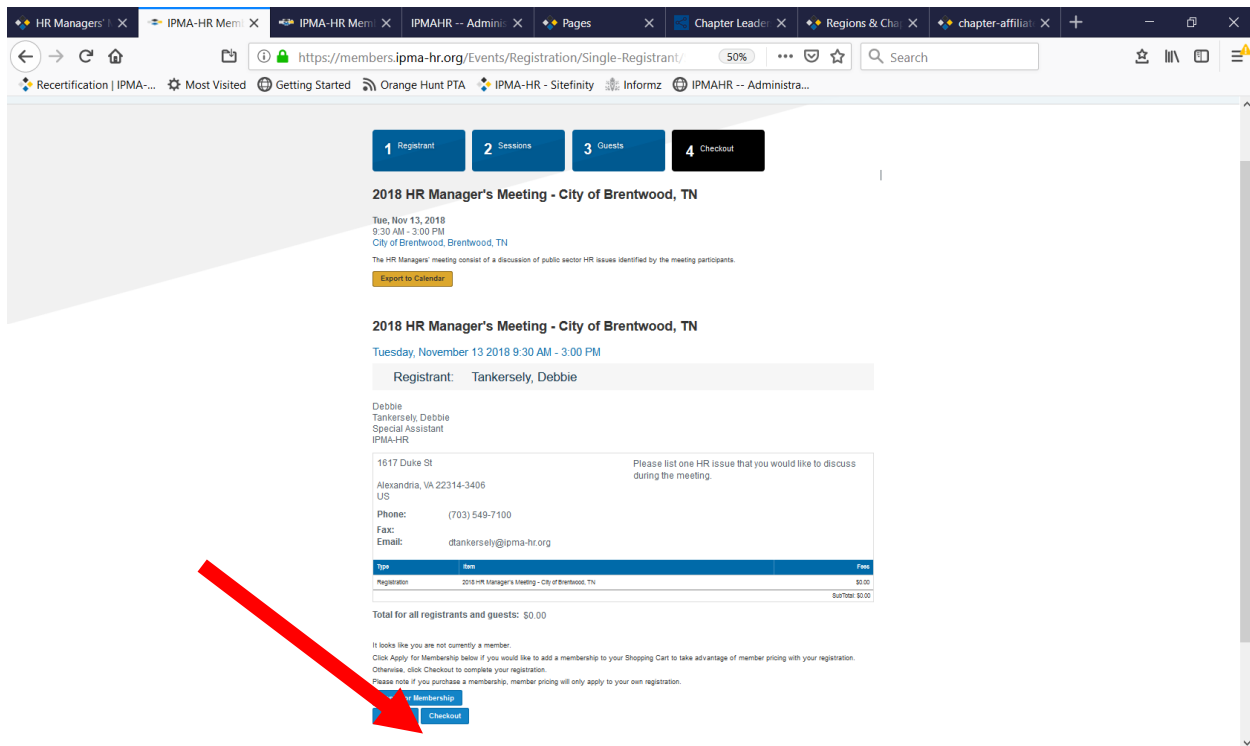 HR Managers'
IPMA-HR Mem
IPMA-HR Mem
IPMAHR -- Adminis
Pages
Chapter Leader
Regions & Cha
chapter-affiliat
https://members.ipma-hr.org/Events/Registration/Single-Registrant/
50%
Search
Recertification | IPMA-...
Most Visited
Getting Started
Orange Hunt PTA
IPMA-HR - Sitefinity
Informz
IPMAHR -- Administra...
1 Registrant
2 Sessions
3 Guests
4 Checkout
2018 HR Manager's Meeting - City of Brentwood, TN
Tue, Nov 13, 2018
9:30 AM - 3:00 PM
City of Brentwood, Brentwood, TN
The HR Managers' meeting consist of a discussion of public sector HR issues identified by the meeting participants.
Export to Calendar
2018 HR Manager's Meeting - City of Brentwood, TN
Tuesday, November 13 2018 9:30 AM - 3:00 PM
Registrant: Tankersely, Debbie
Debbie
Tankersely, Debbie
Special Assistant
IPMA-HR
1617 Duke St
Alexandria, VA 22314-3406
US
Phone: (703) 549-7100
Fax:
Email: dtankersely@ipma-hr.org
Please list one HR issue that you would like to discuss
during the meeting.
Type Item Fees
Registration 2018 HR Manager's Meeting - City of Brentwood, TN $0.00
SubTotal: $0.00
Total for all registrants and guests: $0.00
It looks like you are not currently a member.
Click Apply for Membership below if you would like to add a membership to your Shopping Cart to take advantage of member pricing with your registration.
Otherwise, click Checkout to complete your registration.
Please note if you purchase a membership, member pricing will only apply to your own registration.
Membership
Checkout